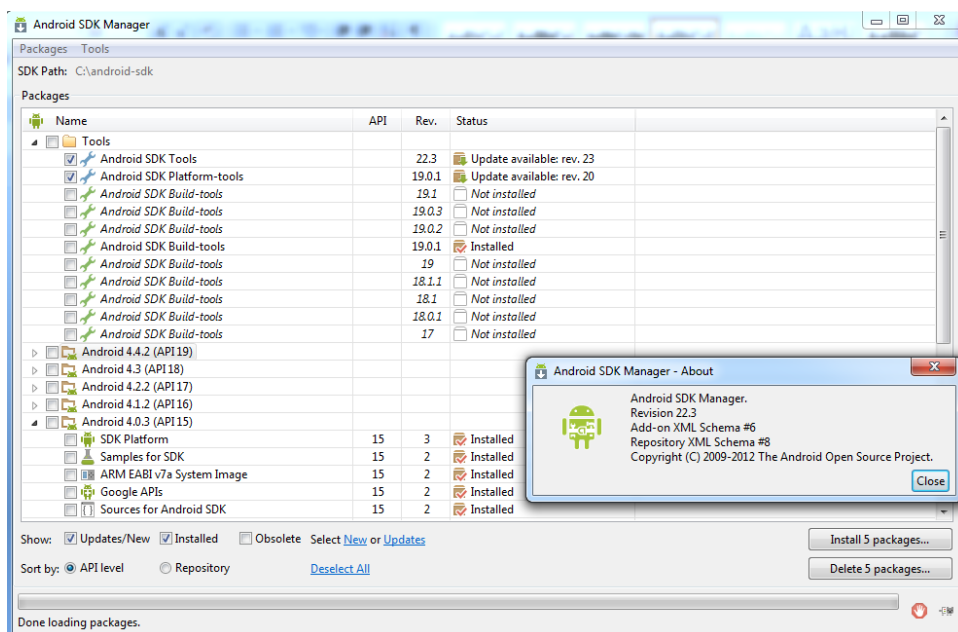 Android SDK Manager
Packages Tools
SDK Path: C:\android-sdk
Packages
Name API Rev. Status
Tools
Android SDK Tools 22.3 Update available: rev. 23
Android SDK Platform-tools 19.0.1 Update available: rev. 20
Android SDK Build-tools 19.1 Not installed
Android SDK Build-tools 19.0.3 Not installed
Android SDK Build-tools 19.0.2 Not installed
Android SDK Build-tools 19.0.1 Installed
Android SDK Build-tools 19 Not installed
Android SDK Build-tools 18.1.1 Not installed
Android SDK Build-tools 18.1 Not installed
Android SDK Build-tools 18.0.1 Not installed
Android SDK Build-tools 17 Not installed
Android 4.4.2 (API 19)
Android 4.3 (API 18)
Android 4.2.2 (API 17)
Android 4.1.2 (API 16)
Android 4.0.3 (API 15)
SDK Platform 15 3 Installed
Samples for SDK 15 2 Installed
ARM EABI v7a System Image 15 2 Installed
Google APIs 15 2 Installed
Sources for Android SDK 15 2 Installed
Android SDK Manager - About
Android SDK Manager.
Revision 22.3
Add-on XML Schema #6
Repository XML Schema #8
Copyright (C) 2009-2012 The Android Open Source Project.
Close
Show: Updates/New Installed Obsolete Select New or Updates
Install 5 packages...
Sort by: API level Repository Deselect All
Delete 5 packages...
Done loading packages.